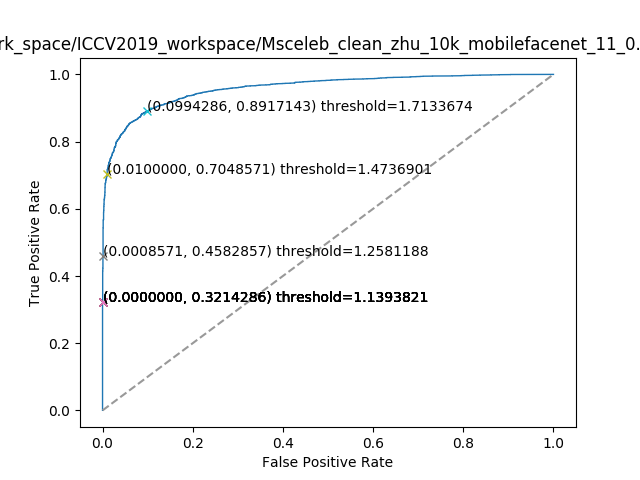 rk_space/ICCV2019_workspace/Msceleb_clean_zhu_10k_mobilefacenet_11_0.
1.0
0.8
0.6
0.4
0.2
0.0
True Positive Rate
(0.0994286, 0.8917143) threshold=1.7133674
(0.0100000, 0.7048571) threshold=1.4736901
(0.0008571, 0.4582857) threshold=1.2581188
(0.0000000, 0.3214286) threshold=1.1393821
0.0 0.2 0.4 0.6 0.8 1.0
False Positive Rate